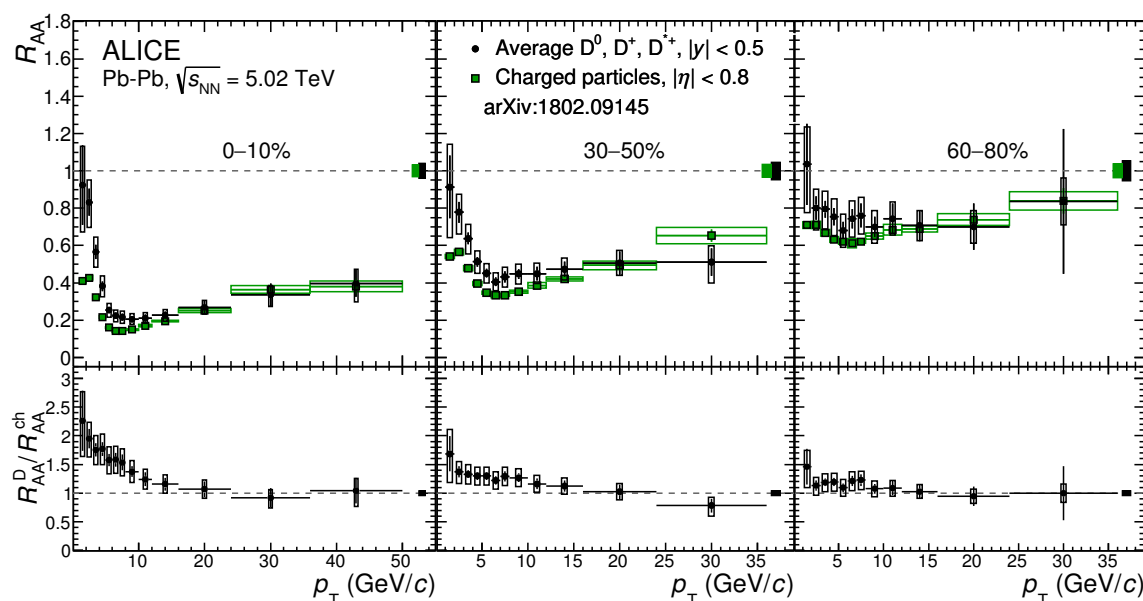 R_AA
1.8
1.6
1.4
1.2
1
0.8
0.6
0.4
0.2
0
ALICE
Pb-Pb, √s_NN = 5.02 TeV
Average D⁰, D⁺, D*⁺, |y| < 0.5
Charged particles, |η| < 0.8
arXiv:1802.09145
0−10%
30−50%
60−80%
R_AA^D / R_AA^ch
3
2.5
2
1.5
1
0.5
0
10 20 30 40 50
5 10 15 20 25 30 35
5 10 15 20 25 30 35
p_T (GeV/c)
p_T (GeV/c)
p_T (GeV/c)